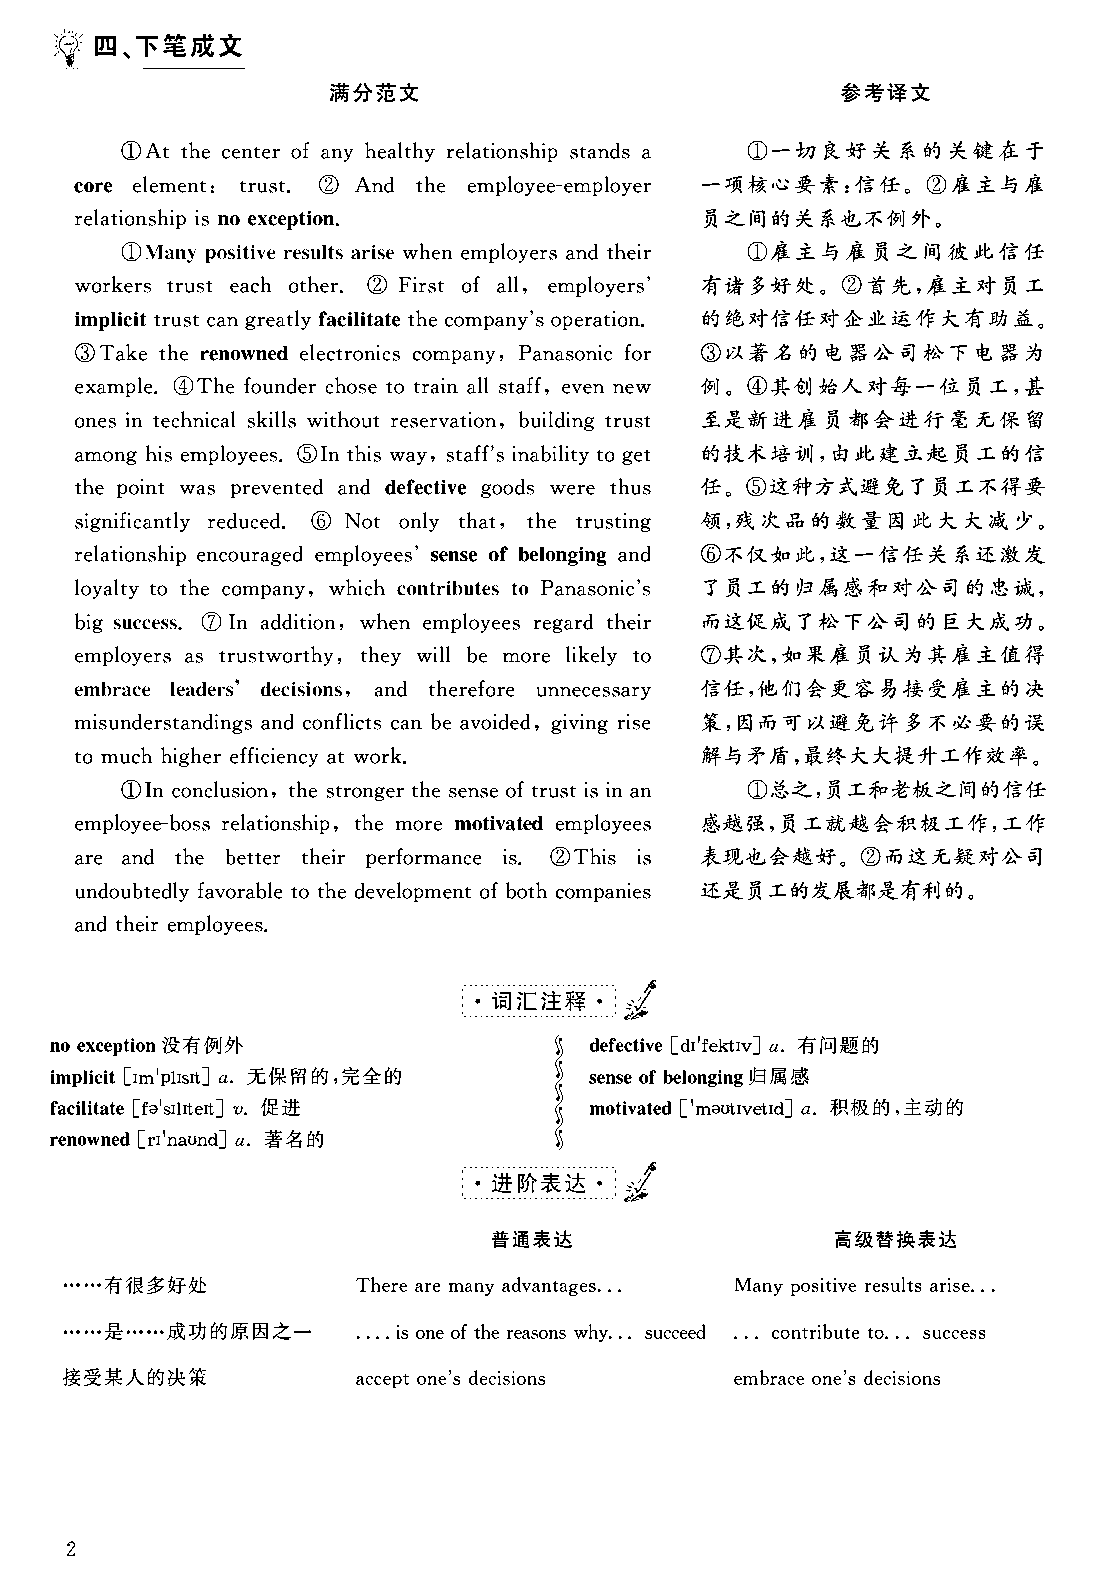 四、下笔成文
满分范文
①At the center of any healthy relationship stands a
core element: trust. ② And the employee-employer
relationship is no exception.
①Many positive results arise when employers and their
workers trust each other. ② First of all, employers'
implicit trust can greatly facilitate the company's operation.
③Take the renowned electronics company, Panasonic for
example. ④The founder chose to train all staff, even new
ones in technical skills without reservation, building trust
among his employees. ⑤In this way, staff's inability to get
the point was prevented and defective goods were thus
significantly reduced. ⑥ Not only that, the trusting
relationship encouraged employees' sense of belonging and
loyalty to the company, which contributes to Panasonic's
big success. ⑦ In addition, when employees regard their
employers as trustworthy, they will be more likely to
embrace leaders' decisions, and therefore unnecessary
misunderstandings and conflicts can be avoided, giving rise
to much higher efficiency at work.
①In conclusion, the stronger the sense of trust is in an
employee-boss relationship, the more motivated employees
are and the better their performance is. ②This is
undoubtedly favorable to the development of both companies
and their employees.
参考译文
①一切良好关系的关键在于
一项核心要素:信任。②雇主与雇
员之间的关系也不例外。
①雇主与雇员之间彼此信任
有诸多好处。②首先,雇主对员工
的绝对信任对企业运作大有助益。
③以著名的电器公司松下电器为
例。④其创始人对每一位员工,甚
至是新进雇员都会进行毫无保留
的技术培训,由此建立起员工的信
任。⑤这种方式避免了员工不得要
领,残次品的数量因此大大减少。
⑥不仅如此,这一信任关系还激发
了员工的归属感和对公司的忠诚,
而这促成了松下公司的巨大成功。
⑦其次,如果雇员认为其雇主值得
信任,他们会更容易接受雇主的决
策,因而可以避免许多不必要的误
解与矛盾,最终大大提升工作效率。
①总之,员工和老板之间的信任
感越强,员工就越会积极工作,工作
表现也会越好。②而这无疑对公司
还是员工的发展都是有利的。
·词汇注释·
no exception 没有例外
implicit [ɪmˈplɪsɪt] a. 无保留的,完全的
facilitate [fəˈsɪlɪteɪt] v. 促进
renowned [rɪˈnaʊnd] a. 著名的
defective [dɪˈfektɪv] a. 有问题的
sense of belonging 归属感
motivated [ˈməʊtɪvetɪd] a. 积极的,主动的
·进阶表达·
普通表达 高级替换表达
……有很多好处 There are many advantages... Many positive results arise...
……是……成功的原因之一 ....is one of the reasons why... succeed ... contribute to... success
接受某人的决策 accept one's decisions embrace one's decisions
2